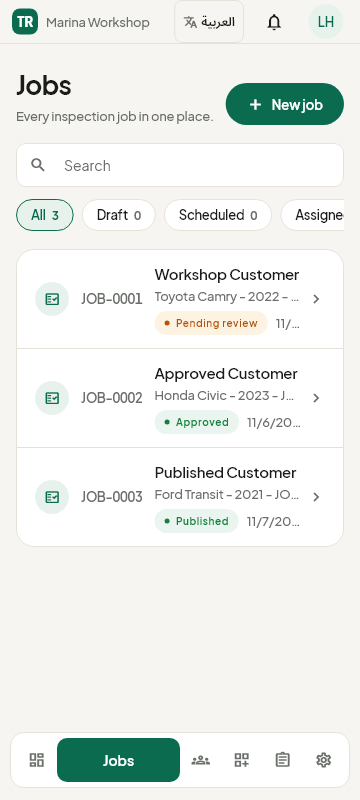 TR Marina Workshop العربية LH
Jobs
Every inspection job in one place.
New job
Search
All 3 Draft 0 Scheduled 0 Assigne
Workshop Customer
JOB-0001 Toyota Camry - 2022 - ...
Pending review 11/...
Approved Customer
JOB-0002 Honda Civic - 2023 - J...
Approved 11/6/20...
Published Customer
JOB-0003 Ford Transit - 2021 - JO...
Published 11/7/20...
Jobs